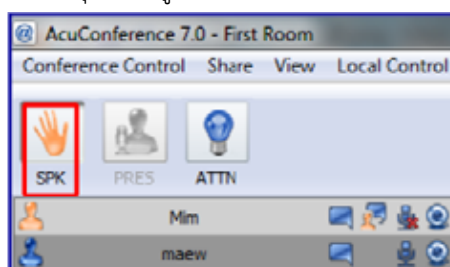 AcuConference 7.0 - First Room
Conference Control Share View Local Control
SPK PRES ATTN
Mim
maew